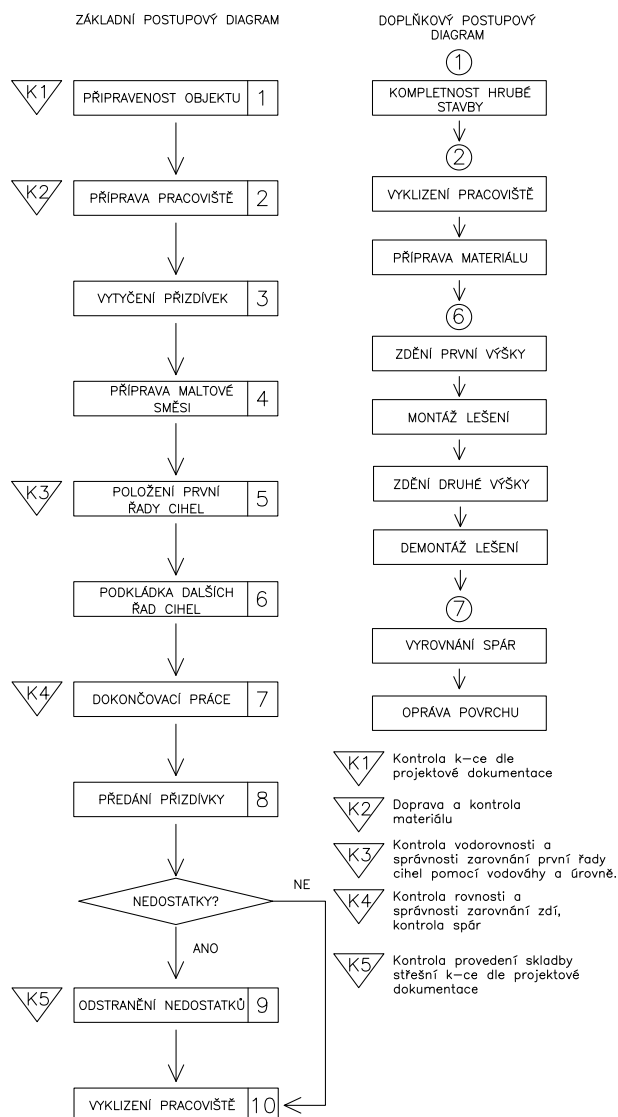 ZÁKLADNÍ POSTUPOVÝ DIAGRAM
K1
PŘIPRAVENOST OBJEKTU 1
K2
PŘÍPRAVA PRACOVIŠTĚ 2
VYTYČENÍ PŘIZDÍVEK 3
PŘÍPRAVA MALTOVÉ
SMĚSI 4
K3
POLOŽENÍ PRVNÍ
ŘADY CIHEL 5
PODKLÁDKA DALŠÍCH
ŘAD CIHEL 6
K4
DOKONČOVACÍ PRÁCE 7
PŘEDÁNÍ PŘIZDÍVKY 8
NEDOSTATKY?
NE
ANO
K5
ODSTRANĚNÍ NEDOSTATKŮ 9
VYKLIZENÍ PRACOVIŠTĚ 10
DOPLŇKOVÝ POSTUPOVÝ
DIAGRAM
1
KOMPLETNOST HRUBÉ
STAVBY
2
VYKLIZENÍ PRACOVIŠTĚ
PŘÍPRAVA MATERIÁLU
6
ZDĚNÍ PRVNÍ VÝŠKY
MONTÁŽ LEŠENÍ
ZDĚNÍ DRUHÉ VÝŠKY
DEMONTÁŽ LEŠENÍ
7
VYROVNÁNÍ SPÁR
OPRÁVA POVRCHU
K1 Kontrola k–ce dle
projektové dokumentace
K2 Doprava a kontrola
materiálu
K3 Kontrola vodorovnosti a
správnosti zarovnání první řady
cihel pomocí vodováhy a úrovně.
K4 Kontrola rovnosti a
správnosti zarovnání zdí,
kontrola spár
K5 Kontrola provedení skladby
střešní k–ce dle projektové
dokumentace